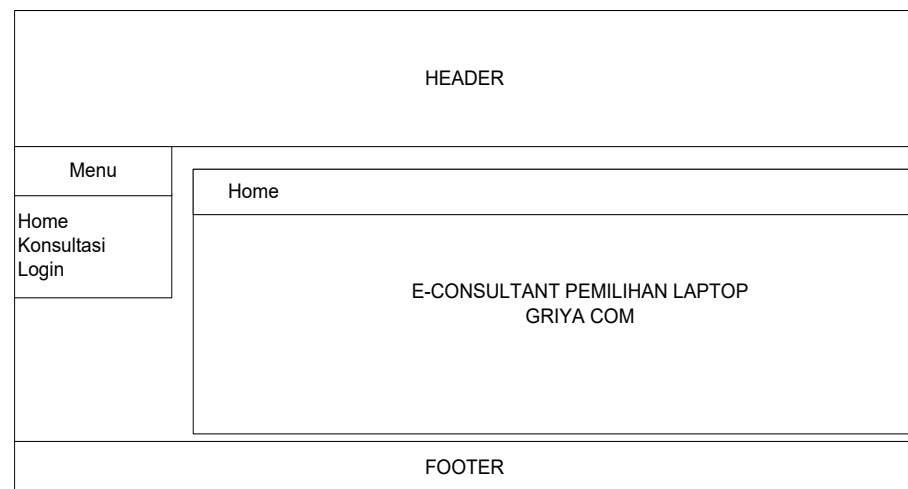 HEADER
Menu
Home
Konsultasi
Login
Home
E-CONSULTANT PEMILIHAN LAPTOP
GRIYA COM
FOOTER